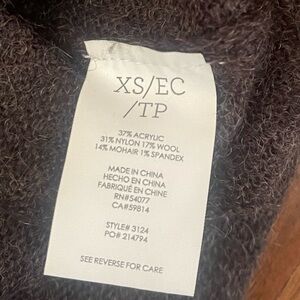 XS/EC
/TP
37% ACRYLIC
31% NYLON 17% WOOL
14% MOHAIR 1% SPANDEX
MADE IN CHINA
HECHO EN CHINA
FABRIQUÉ EN CHINE
RN#54077
CA#59814
STYLE# 3124
PO# 214794
SEE REVERSE FOR CARE